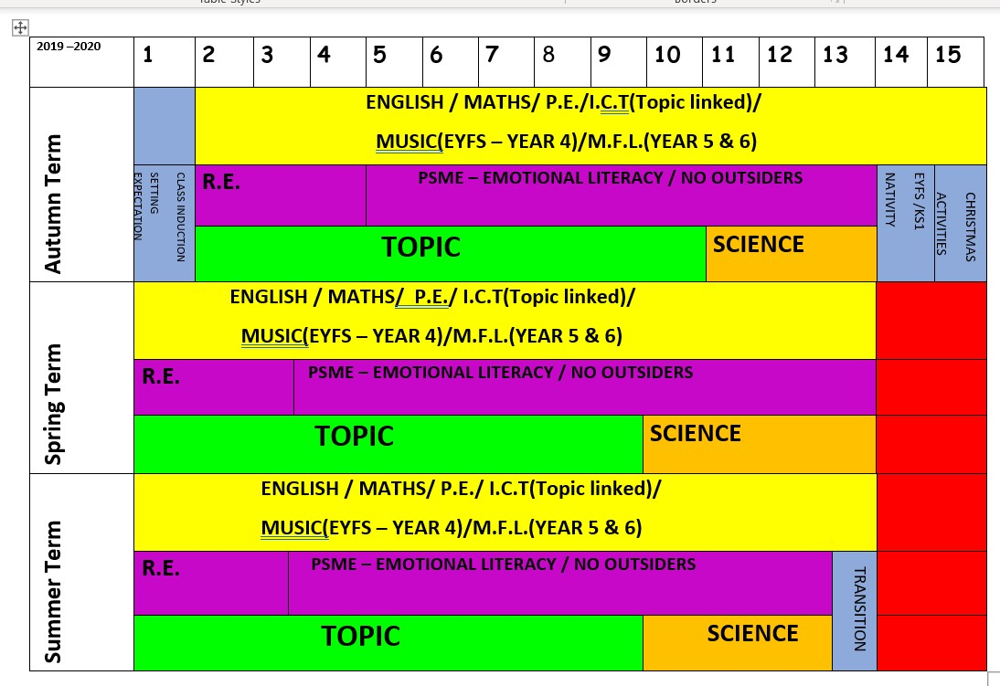 2019 –2020
1 2 3 4 5 6 7 8 9 10 11 12 13 14 15
Autumn Term
ENGLISH / MATHS/ P.E./I.C.T(Topic linked)/
MUSIC(EYFS – YEAR 4)/M.F.L.(YEAR 5 & 6)
CLASS INDUCTION
SETTING
EXPECTATION
R.E.
PSME – EMOTIONAL LITERACY / NO OUTSIDERS
EYFS /KS1
NATIVITY
CHRISTMAS
ACTIVITIES
TOPIC
SCIENCE
Spring Term
ENGLISH / MATHS/ P.E./ I.C.T(Topic linked)/
MUSIC(EYFS – YEAR 4)/M.F.L.(YEAR 5 & 6)
R.E.
PSME – EMOTIONAL LITERACY / NO OUTSIDERS
TOPIC
SCIENCE
Summer Term
ENGLISH / MATHS/ P.E./ I.C.T(Topic linked)/
MUSIC(EYFS – YEAR 4)/M.F.L.(YEAR 5 & 6)
R.E.
PSME – EMOTIONAL LITERACY / NO OUTSIDERS
TRANSITION
TOPIC
SCIENCE